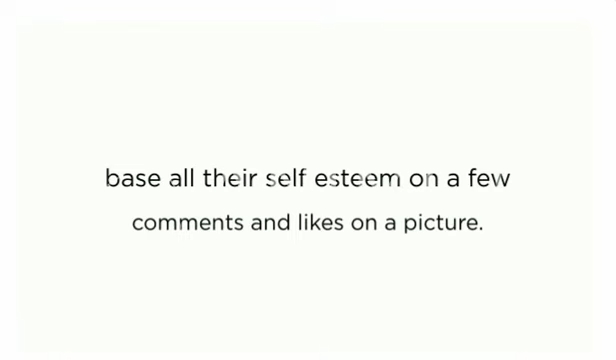 base all their self esteem on a few
comments and likes on a picture.